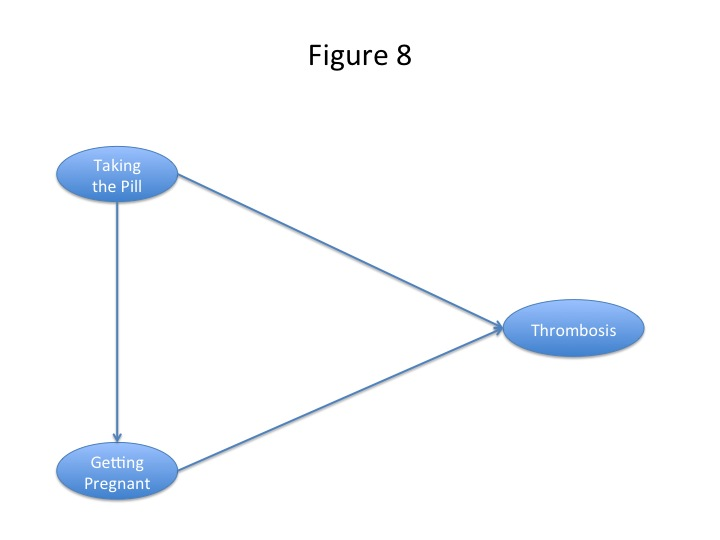 Figure 8
Taking
the Pill
Thrombosis
Getting
Pregnant